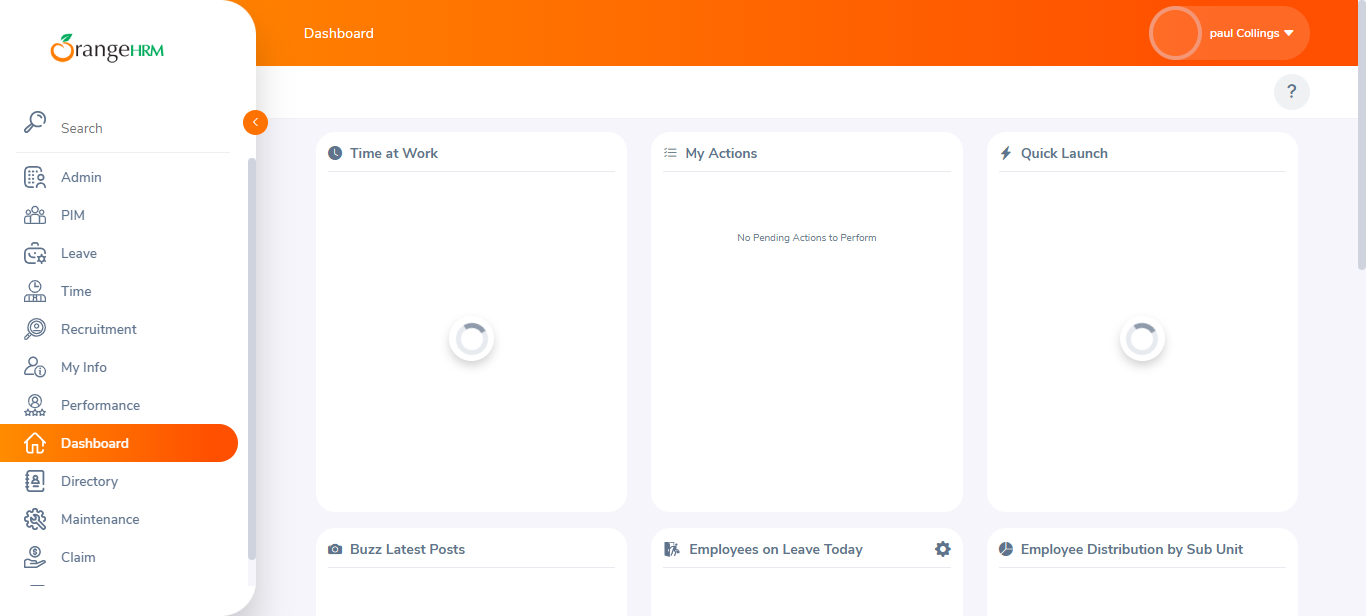 OrangeHRM
Dashboard
paul Collings
?
Search
Admin
PIM
Leave
Time
Recruitment
My Info
Performance
Dashboard
Directory
Maintenance
Claim
Time at Work
My Actions
Quick Launch
No Pending Actions to Perform
Buzz Latest Posts
Employees on Leave Today
Employee Distribution by Sub Unit